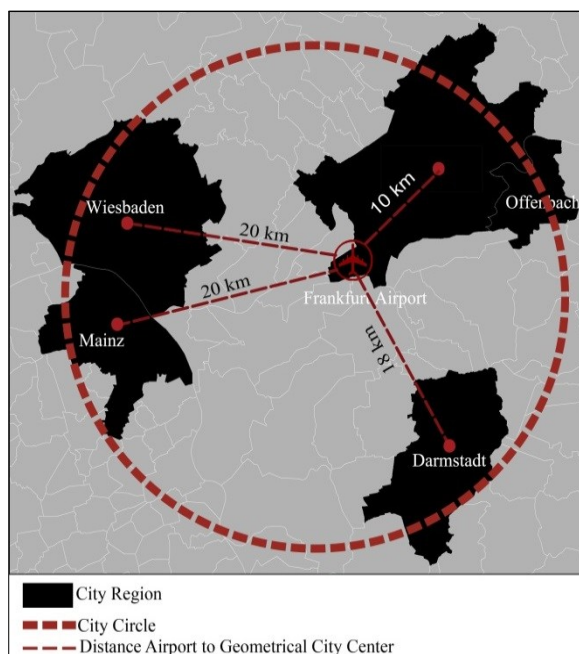 10 km
Offenbach
Wiesbaden
20 km
Frankfurt Airport
20 km
Mainz
18 km
Darmstadt
City Region
City Circle
Distance Airport to Geometrical City Center